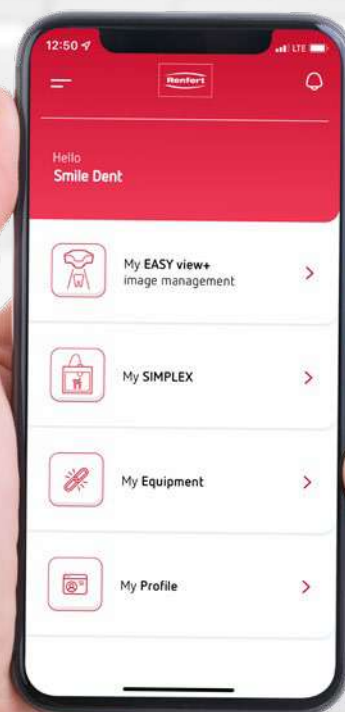 12:50
LTE
Renfert
Hello
Smile Dent
My EASY view+
image management
My SIMPLEX
My Equipment
My Profile